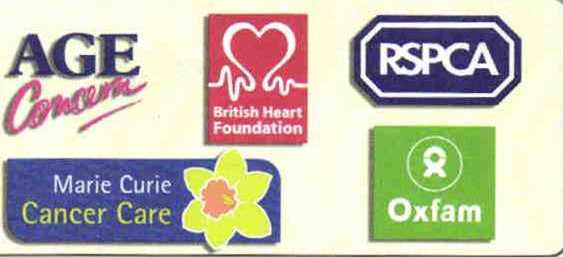 AGE
Concern
British Heart
Foundation
RSPCA
Marie Curie
Cancer Care
Oxfam